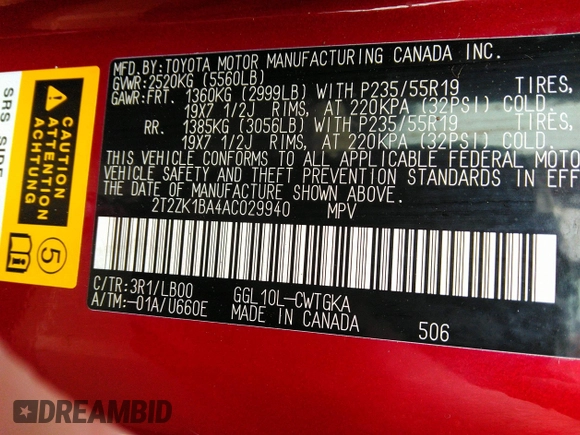 MFD.BY:TOYOTA MOTOR MANUFACTURING CANADA INC.
GVWR:2520KG (5560LB)
GAWR:FRT. 1360KG (2999LB) WITH P235/55R19 TIRES,
19X7 1/2J RIMS, AT 220KPA (32PSI) COLD.
RR. 1385KG (3056LB) WITH P235/55R19 TIRES,
19X7 1/2J RIMS, AT 220KPA (32PSI) COLD.
THIS VEHICLE CONFORMS TO ALL APPLICABLE FEDERAL MOTO
VEHICLE SAFETY AND THEFT PREVENTION STANDARDS IN EFF
DATE OF MANUFACTURE SHOWN ABOVE.
2T2ZK1BA4AC029940 MPV
C/TR:3R1/LB00 GGL10L-CWTGKA
A/TM:-01A/U660E MADE IN CANADA 506
CAUTION
ATTENTION
ACHTUNG
SRS SIDE
5
i
DREAMBID